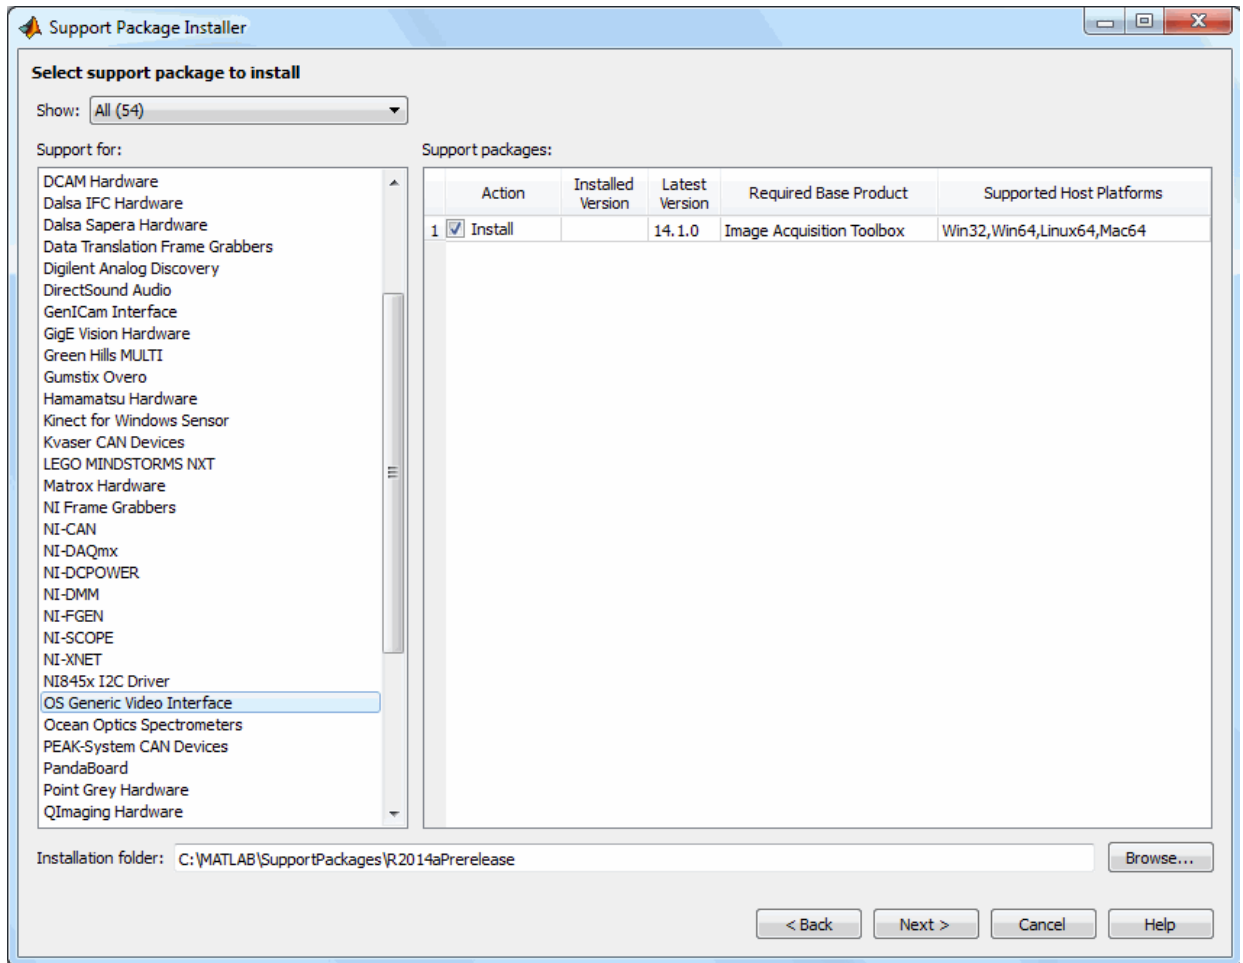 Support Package Installer
Select support package to install
Show: All (54)
Support for:
Support packages:
DCAM Hardware
Dalsa IFC Hardware
Dalsa Sapera Hardware
Data Translation Frame Grabbers
Digilent Analog Discovery
DirectSound Audio
GenICam Interface
GigE Vision Hardware
Green Hills MULTI
Gumstix Overo
Hamamatsu Hardware
Kinect for Windows Sensor
Kvaser CAN Devices
LEGO MINDSTORMS NXT
Matrox Hardware
NI Frame Grabbers
NI-CAN
NI-DAQmx
NI-DCPOWER
NI-DMM
NI-FGEN
NI-SCOPE
NI-XNET
NI845x I2C Driver
OS Generic Video Interface
Ocean Optics Spectrometers
PEAK-System CAN Devices
PandaBoard
Point Grey Hardware
QImaging Hardware
Action
Installed
Version
Latest
Version
Required Base Product
Supported Host Platforms
1 Install 14.1.0 Image Acquisition Toolbox Win32,Win64,Linux64,Mac64
Installation folder: C:\MATLAB\SupportPackages\R2014aPrerelease
Browse...
< Back Next > Cancel Help